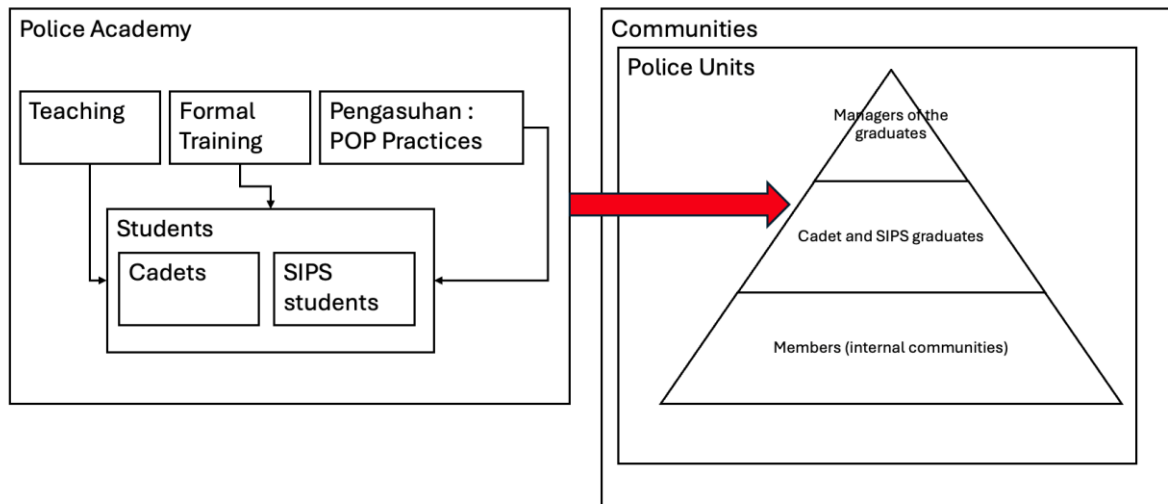 Police Academy
Teaching
Formal
Training
Pengasuhan :
POP Practices
Students
Cadets
SIPS
students
Communities
Police Units
Managers of the
graduates
Cadet and SIPS graduates
Members (internal communities)